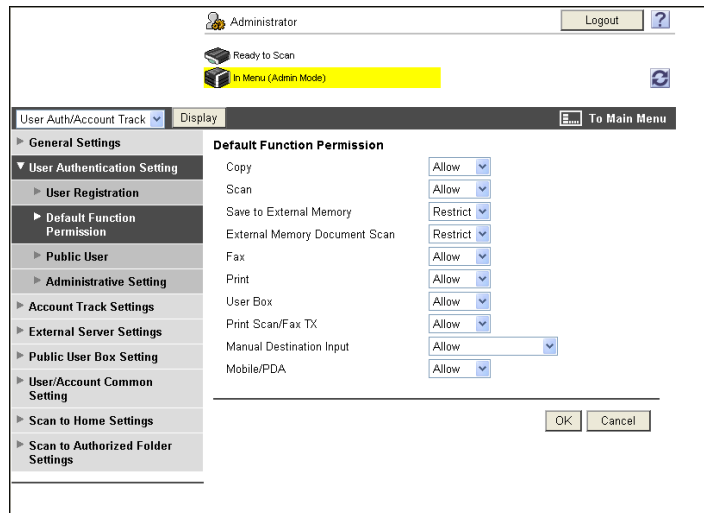 Administrator
Logout
?
Ready to Scan
In Menu (Admin Mode)
User Auth/Account Track
Display
To Main Menu
General Settings
User Authentication Setting
User Registration
Default Function
Permission
Public User
Administrative Setting
Account Track Settings
External Server Settings
Public User Box Setting
User/Account Common
Setting
Scan to Home Settings
Scan to Authorized Folder
Settings
Default Function Permission
Copy Allow
Scan Allow
Save to External Memory Restrict
External Memory Document Scan Restrict
Fax Allow
Print Allow
User Box Allow
Print Scan/Fax TX Allow
Manual Destination Input Allow
Mobile/PDA Allow
OK
Cancel